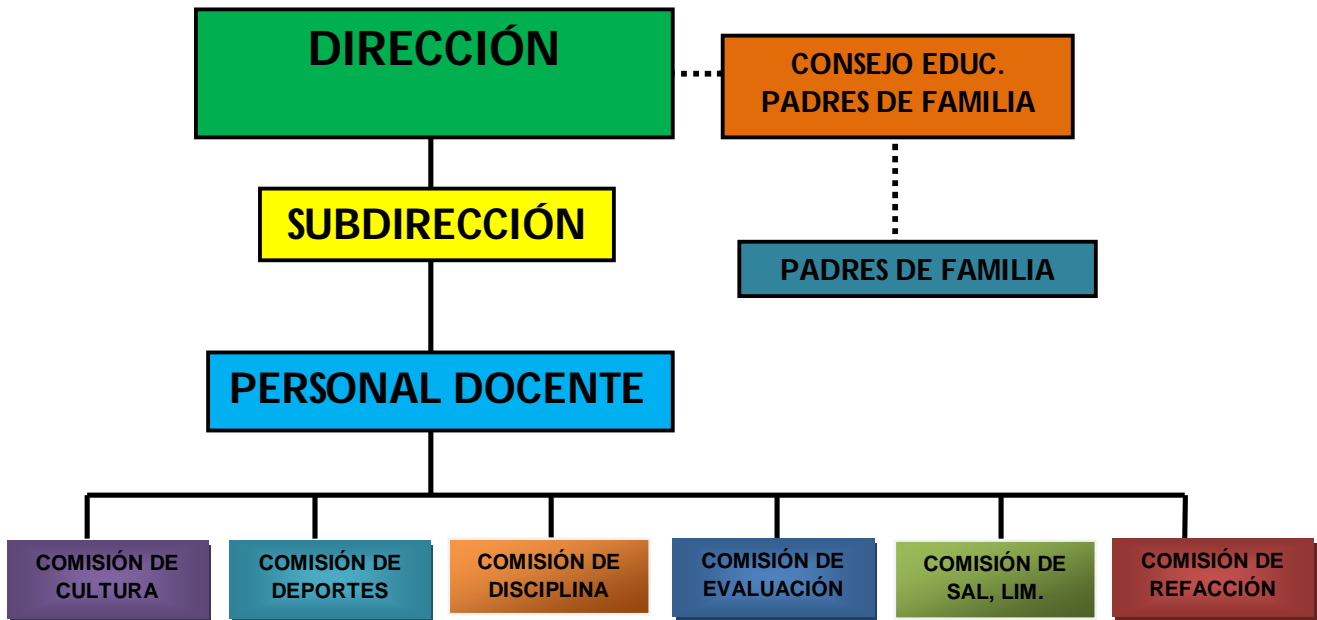 DIRECCIÓN
CONSEJO EDUC.
PADRES DE FAMILIA
SUBDIRECCIÓN
PADRES DE FAMILIA
PERSONAL DOCENTE
COMISIÓN DE
CULTURA
COMISIÓN DE
DEPORTES
COMISIÓN DE
DISCIPLINA
COMISIÓN DE
EVALUACIÓN
COMISIÓN DE
SAL, LIM.
COMISIÓN DE
REFACCIÓN